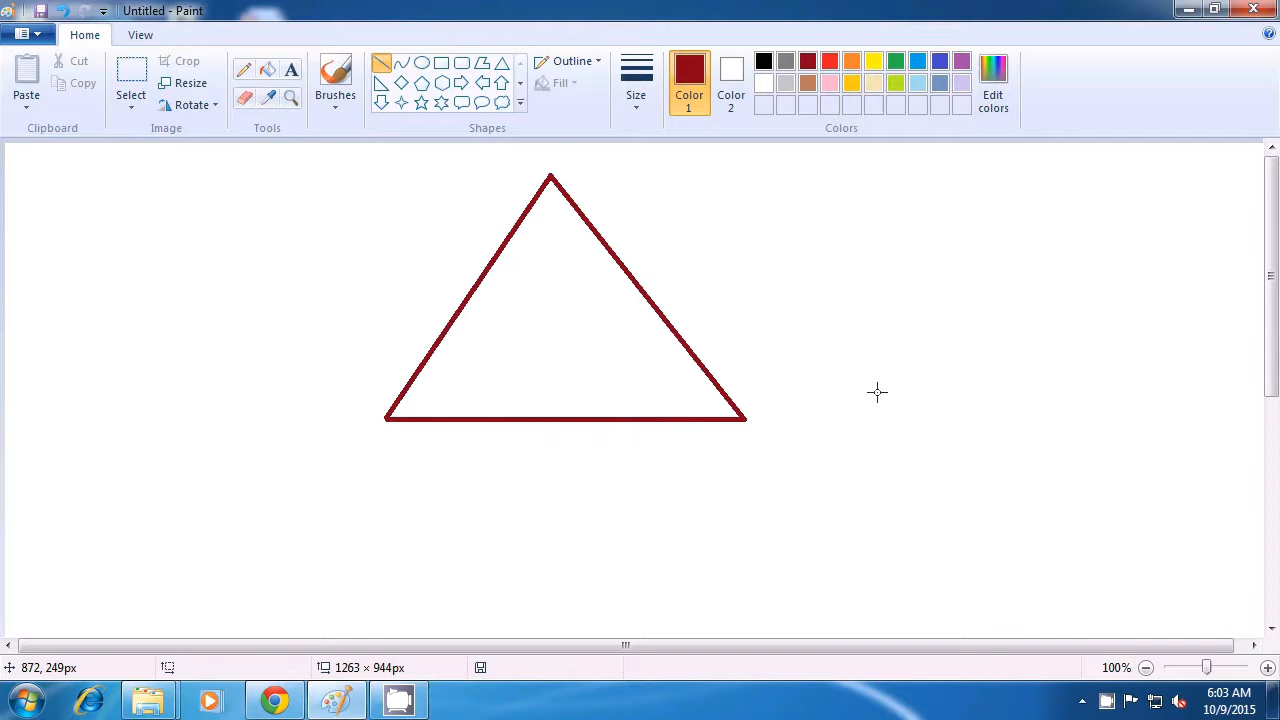 Untitled - Paint
Home View
Paste
Cut
Copy
Clipboard
Select
Crop
Resize
Rotate
Image
A
Tools
Brushes
Outline
Fill
Shapes
Size
Color
1
Color
2
Edit
colors
Colors
872, 249px
1263 × 944px
100%
6:03 AM
10/9/2015